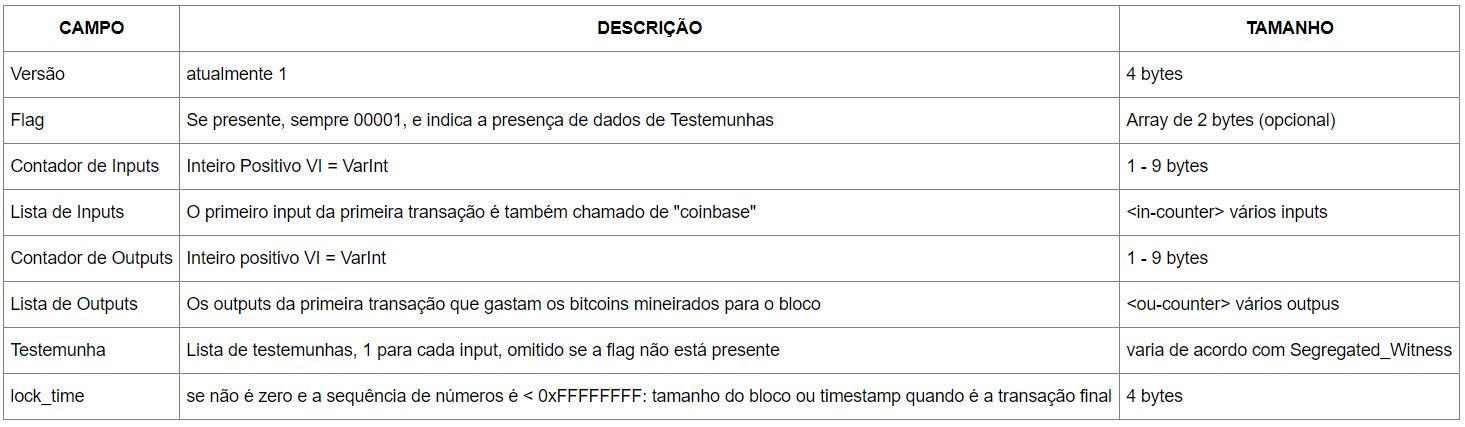 CAMPO DESCRIÇÃO TAMANHO
Versão atualmente 1 4 bytes
Flag Se presente, sempre 00001, e indica a presença de dados de Testemunhas Array de 2 bytes (opcional)
Contador de Inputs Inteiro Positivo VI = VarInt 1 - 9 bytes
Lista de Inputs O primeiro input da primeira transação é também chamado de "coinbase" <in-counter> vários inputs
Contador de Outputs Inteiro positivo VI = VarInt 1 - 9 bytes
Lista de Outputs Os outputs da primeira transação que gastam os bitcoins mineirados para o bloco <ou-counter> vários outpus
Testemunha Lista de testemunhas, 1 para cada input, omitido se a flag não está presente varia de acordo com Segregated_Witness
lock_time se não é zero e a sequência de números é < 0xFFFFFFFF: tamanho do bloco ou timestamp quando é a transação final 4 bytes